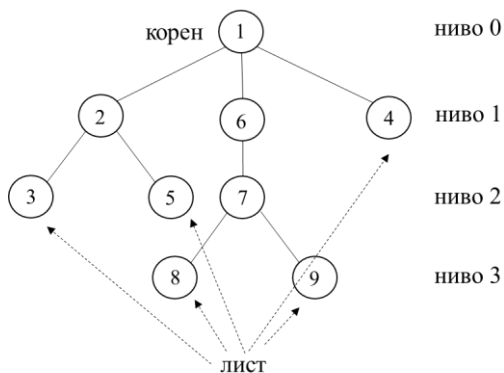 корен 1 ниво 0
2 6 4 ниво 1
3 5 7 ниво 2
8 9 ниво 3
лист